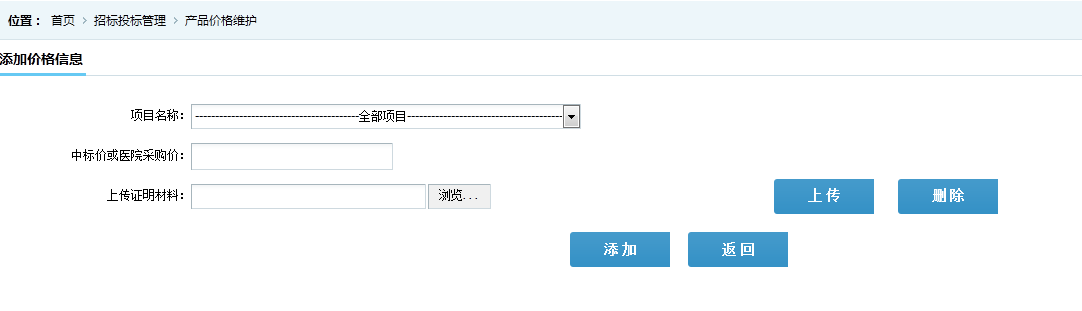 位置： 首页 > 招标投标管理 > 产品价格维护
添加价格信息
项目名称： ----------------------------------------全部项目----------------------------------------
中标价或医院采购价：
上传证明材料： 浏览... 上传 删除
添加 返回